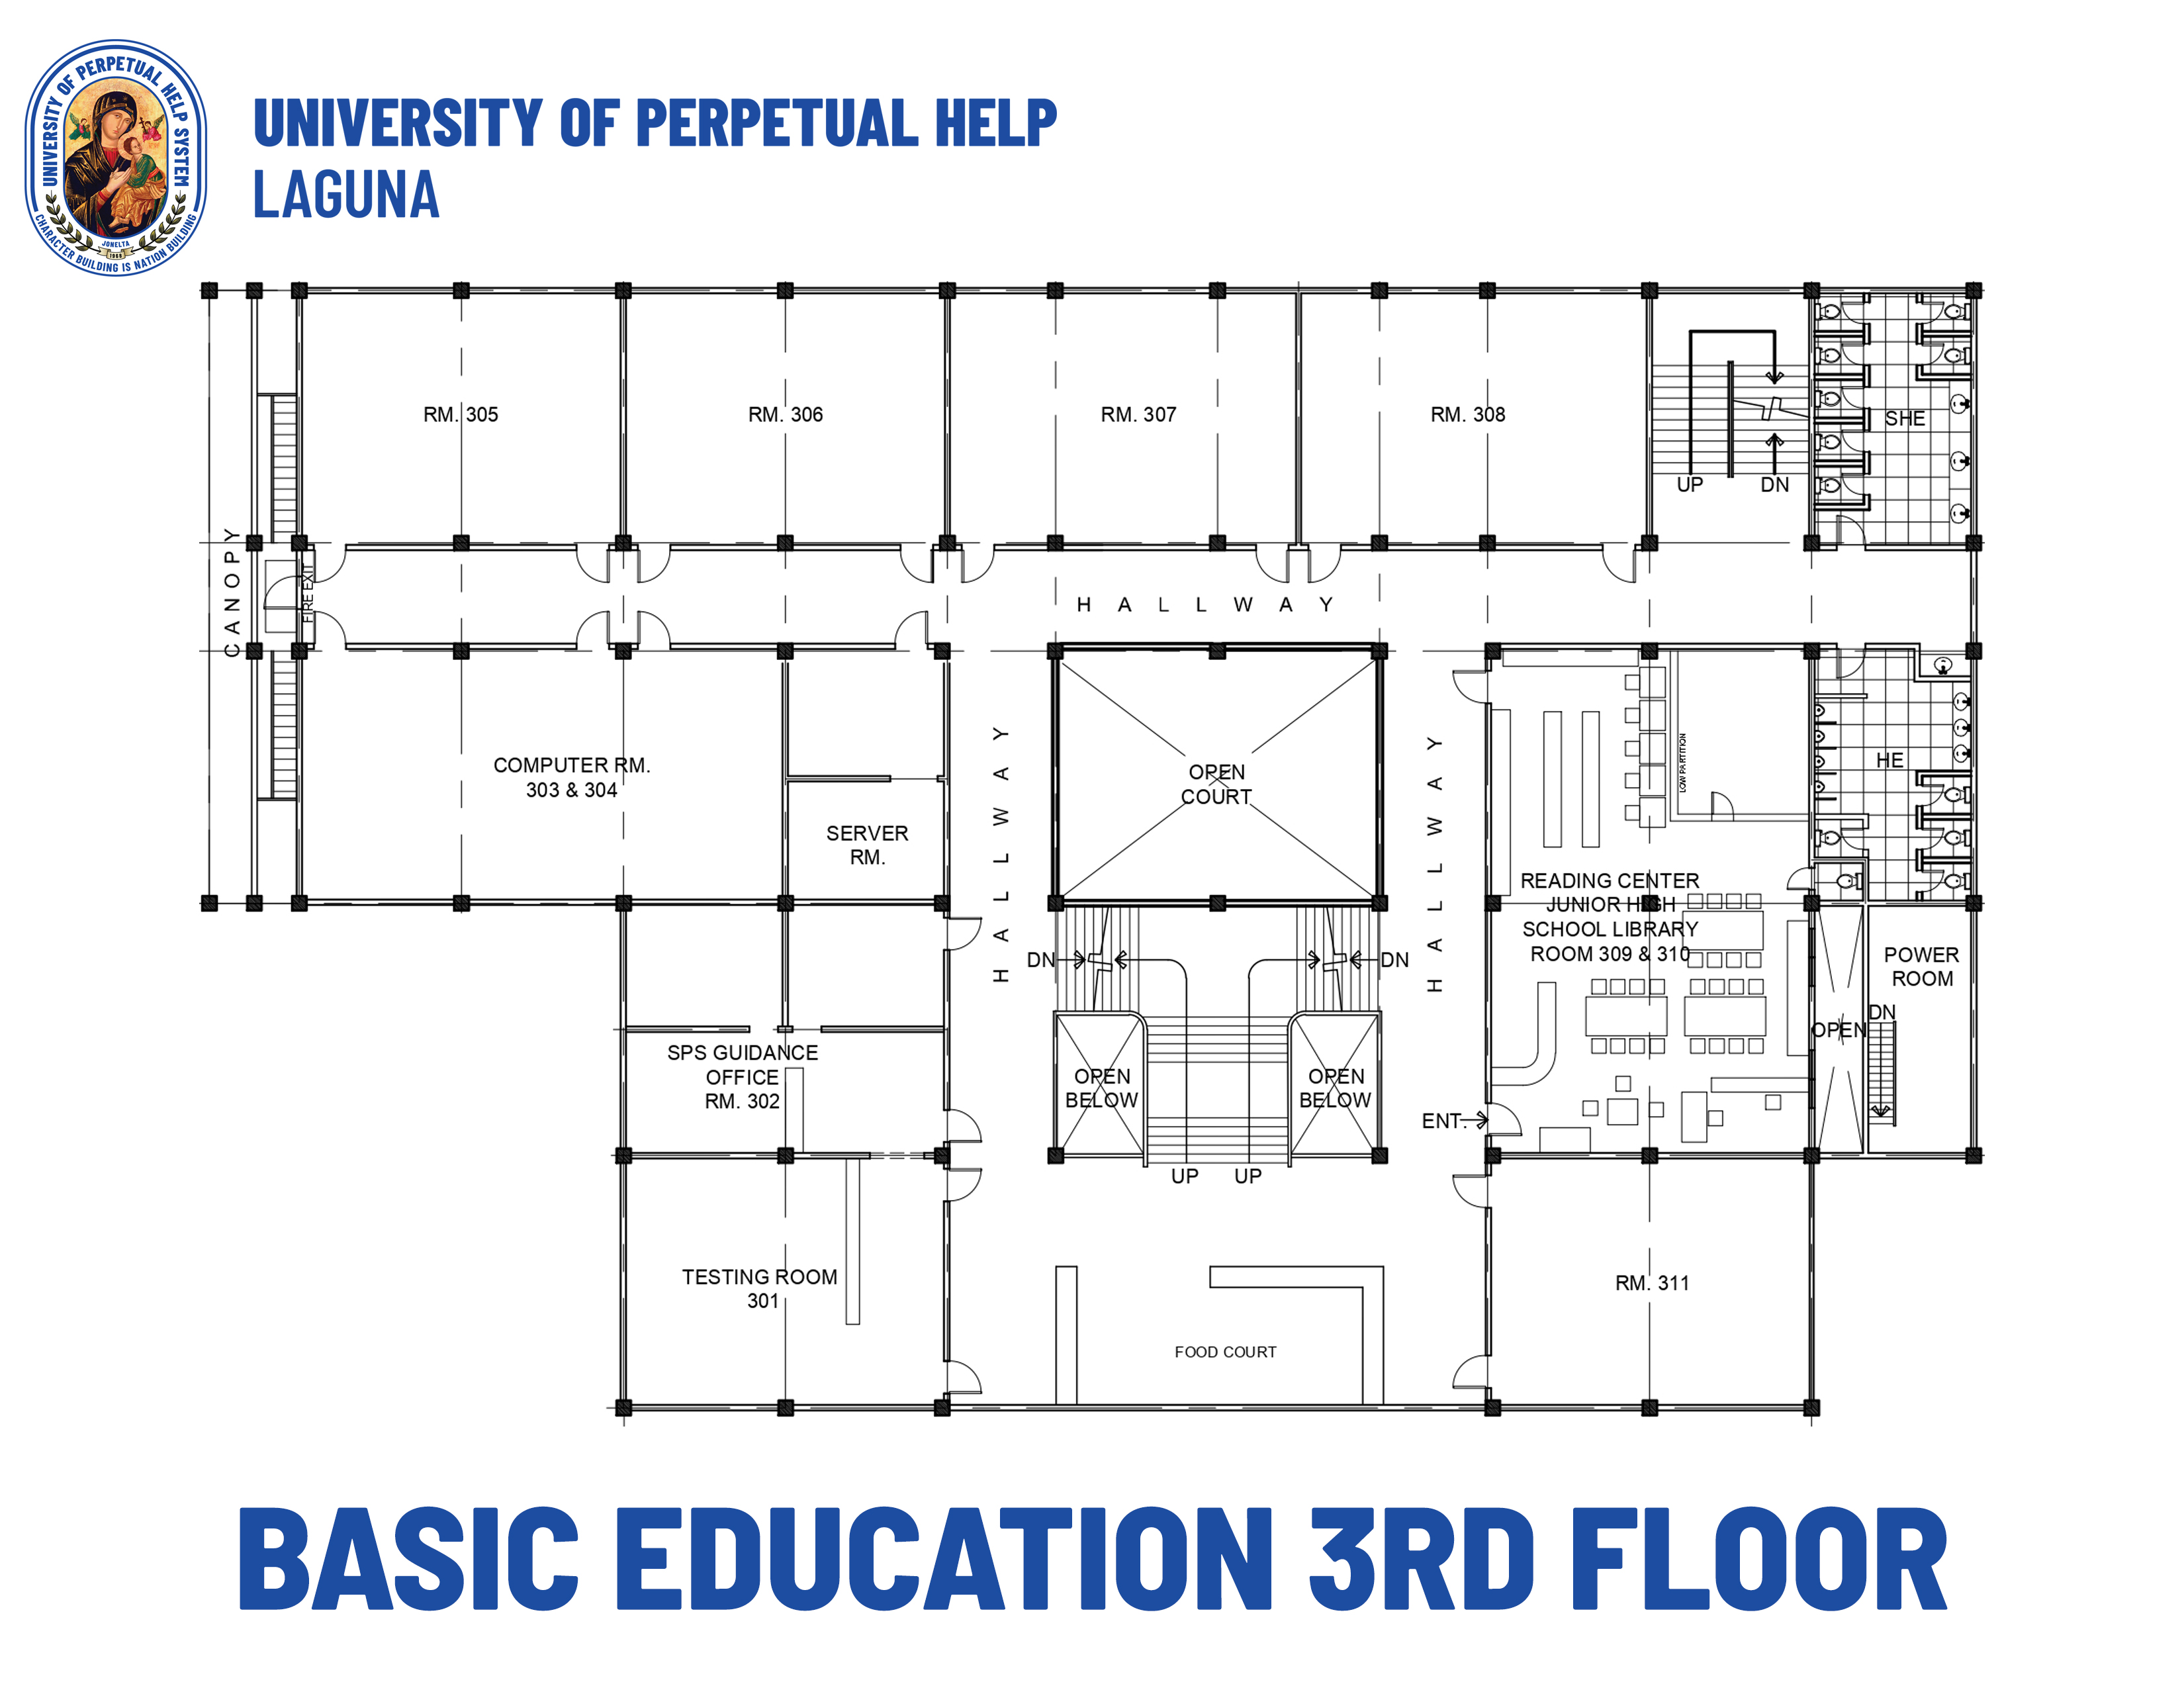 UNIVERSITY OF PERPETUAL HELP SYSTEM
CHARACTER BUILDING IS NATION BUILDING
JONELTA
1968
UNIVERSITY OF PERPETUAL HELP
LAGUNA
RM. 305
RM. 306
RM. 307
RM. 308
UP
DN
SHE
CANOPY
FIRE EXIT
HALLWAY
COMPUTER RM.
303 & 304
SERVER
RM.
HALLWAY
OPEN
COURT
HALLWAY
LOW PARTITION
HE
READING CENTER
JUNIOR HIGH
SCHOOL LIBRARY
ROOM 309 & 310
POWER
ROOM
DN
OPEN
DN
DN
SPS GUIDANCE
OFFICE
RM. 302
OPEN
BELOW
OPEN
BELOW
ENT.
UP
UP
TESTING ROOM
301
RM. 311
FOOD COURT
BASIC EDUCATION 3RD FLOOR